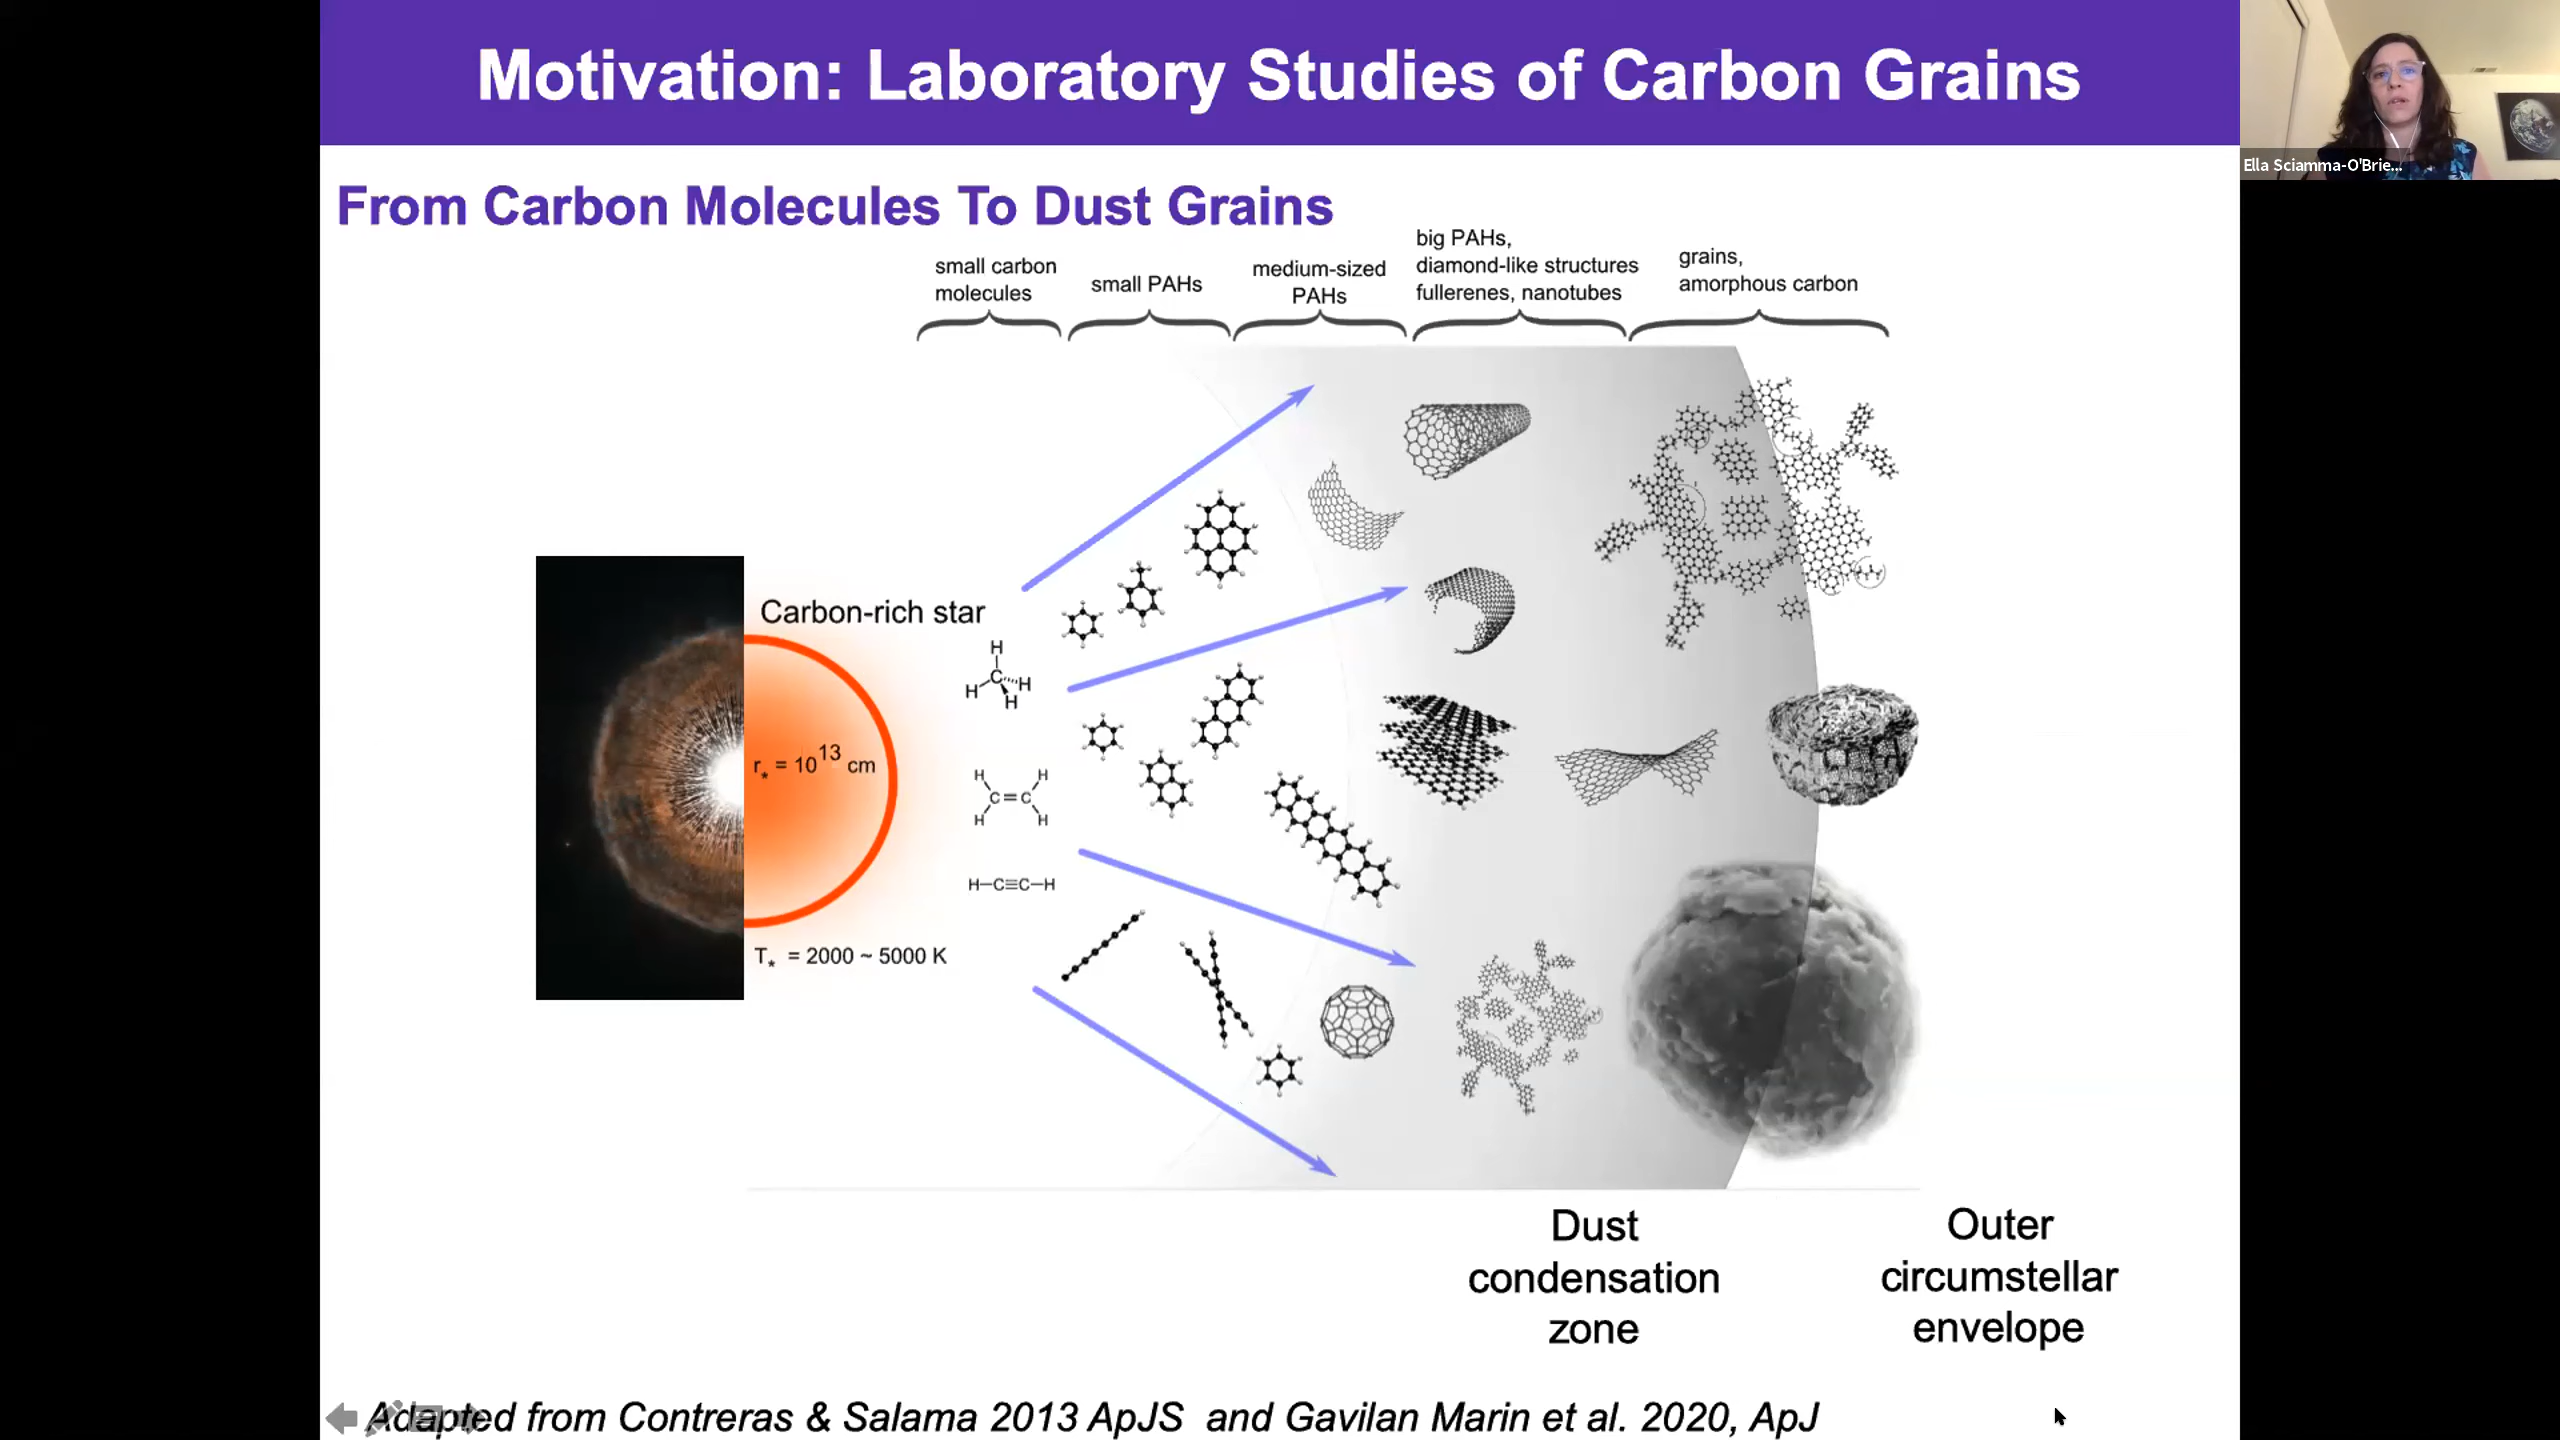 Motivation: Laboratory Studies of Carbon Grains
Ella Sciamma-O'Brie...
From Carbon Molecules To Dust Grains
small carbon
molecules
small PAHs
medium-sized
PAHs
big PAHs,
diamond-like structures
fullerenes, nanotubes
grains,
amorphous carbon
Carbon-rich star
H
H C H
H
r* = 10^13 cm
H H
C=C
H H
H-C≡C-H
T* = 2000 ~ 5000 K
Dust
condensation
zone
Outer
circumstellar
envelope
Adapted from Contreras & Salama 2013 ApJS and Gavilan Marin et al. 2020, ApJ